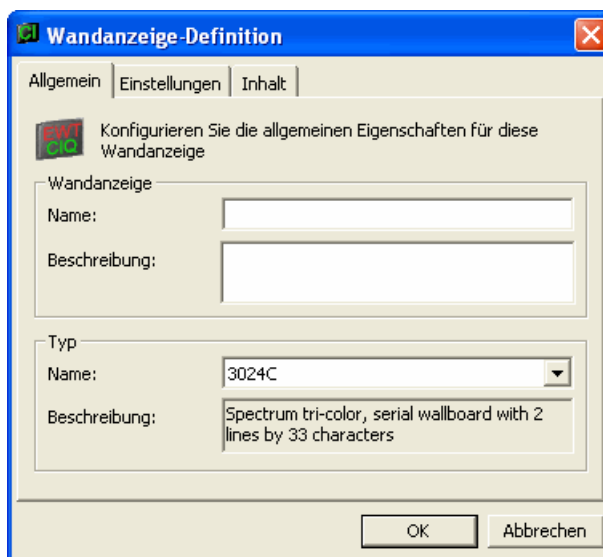 CI Wandanzeige-Definition
Allgemein Einstellungen Inhalt
EWT
CIQ
Konfigurieren Sie die allgemeinen Eigenschaften für diese
Wandanzeige
Wandanzeige
Name:
Beschreibung:
Typ
Name: 3024C
Beschreibung: Spectrum tri-color, serial wallboard with 2
lines by 33 characters
OK Abbrechen